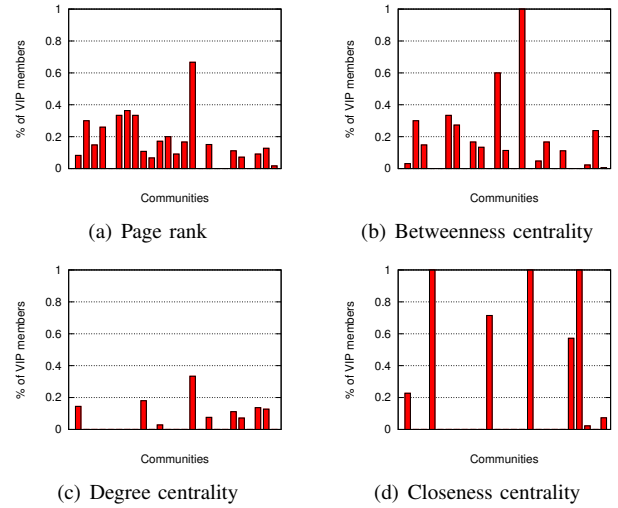 1
0.8
0.6
0.4
0.2
0
% of VIP members
Communities
(a) Page rank
1
0.8
0.6
0.4
0.2
0
% of VIP members
Communities
(b) Betweenness centrality
1
0.8
0.6
0.4
0.2
0
% of VIP members
Communities
(c) Degree centrality
1
0.8
0.6
0.4
0.2
0
% of VIP members
Communities
(d) Closeness centrality